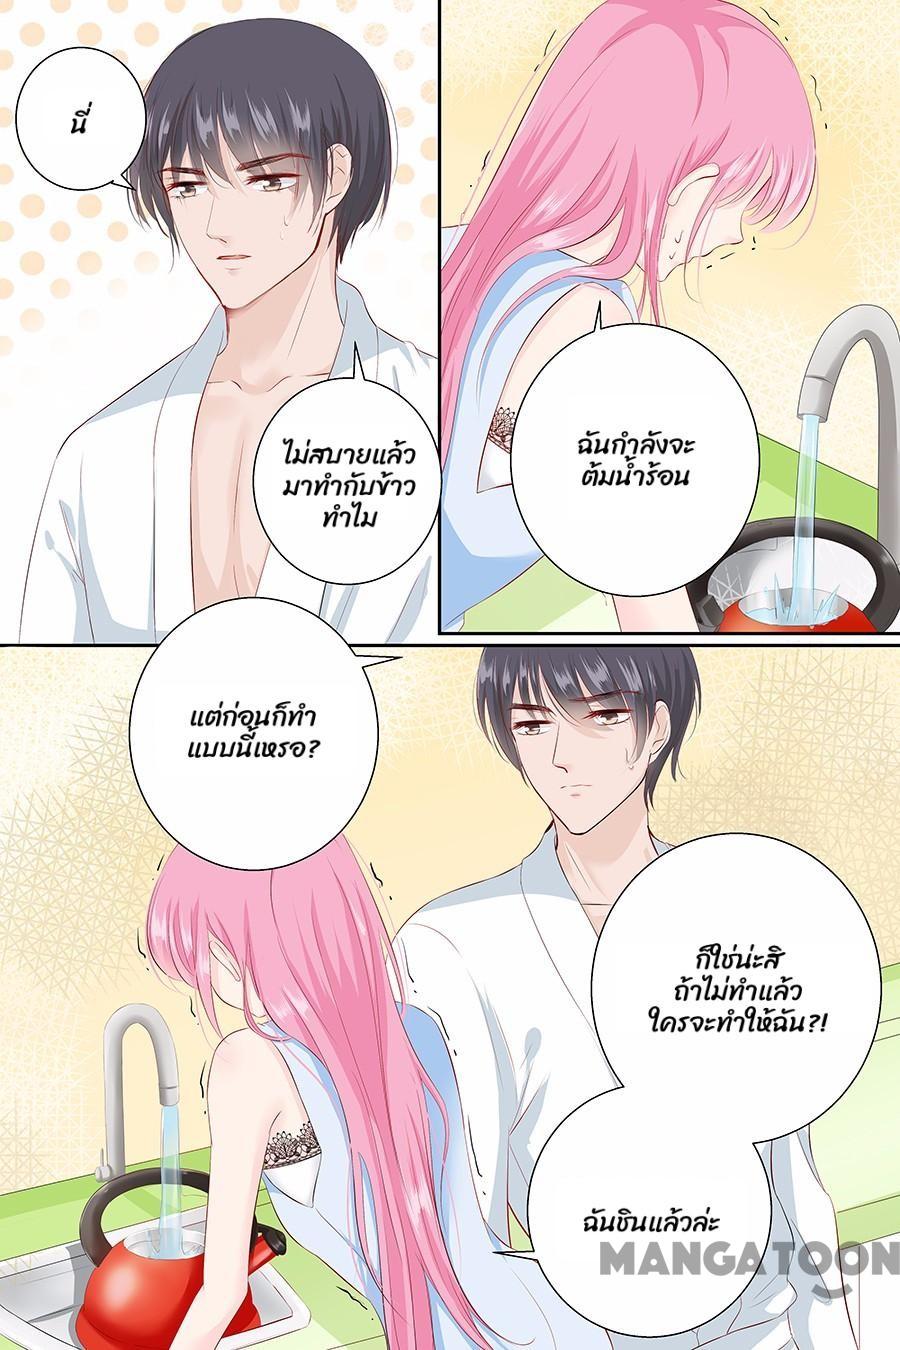 นี่
ไม่สบายแล้ว
มาทำกับข้าว
ทำไม
ฉันกำลังจะ
ต้มน้ำร้อน
แต่ก่อนก็ทำ
แบบนี้เหรอ?
ก็ใช่น่ะสิ
ถ้าไม่ทำแล้ว
ใครจะทำให้ฉัน?!
ฉันชินแล้วล่ะ
MANGATOON